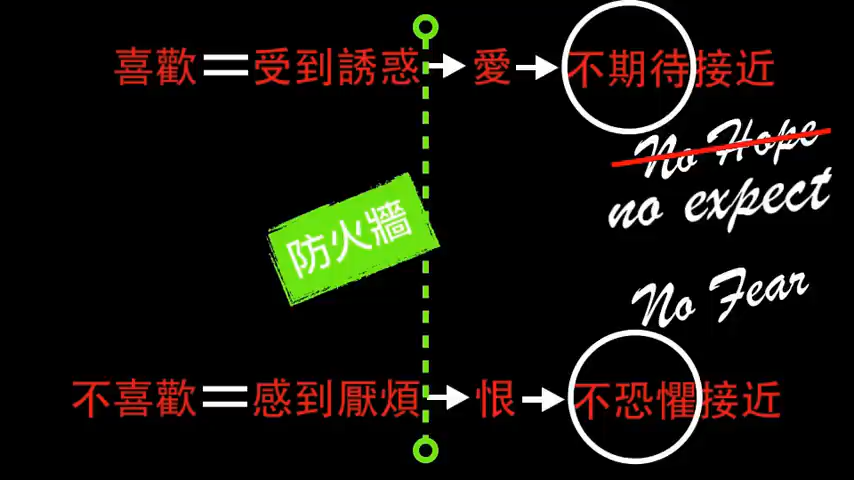 喜歡=受到誘惑→愛→不期待接近
No Hope
no expect
防火牆
No Fear
不喜歡=感到厭煩→恨→不恐懼接近